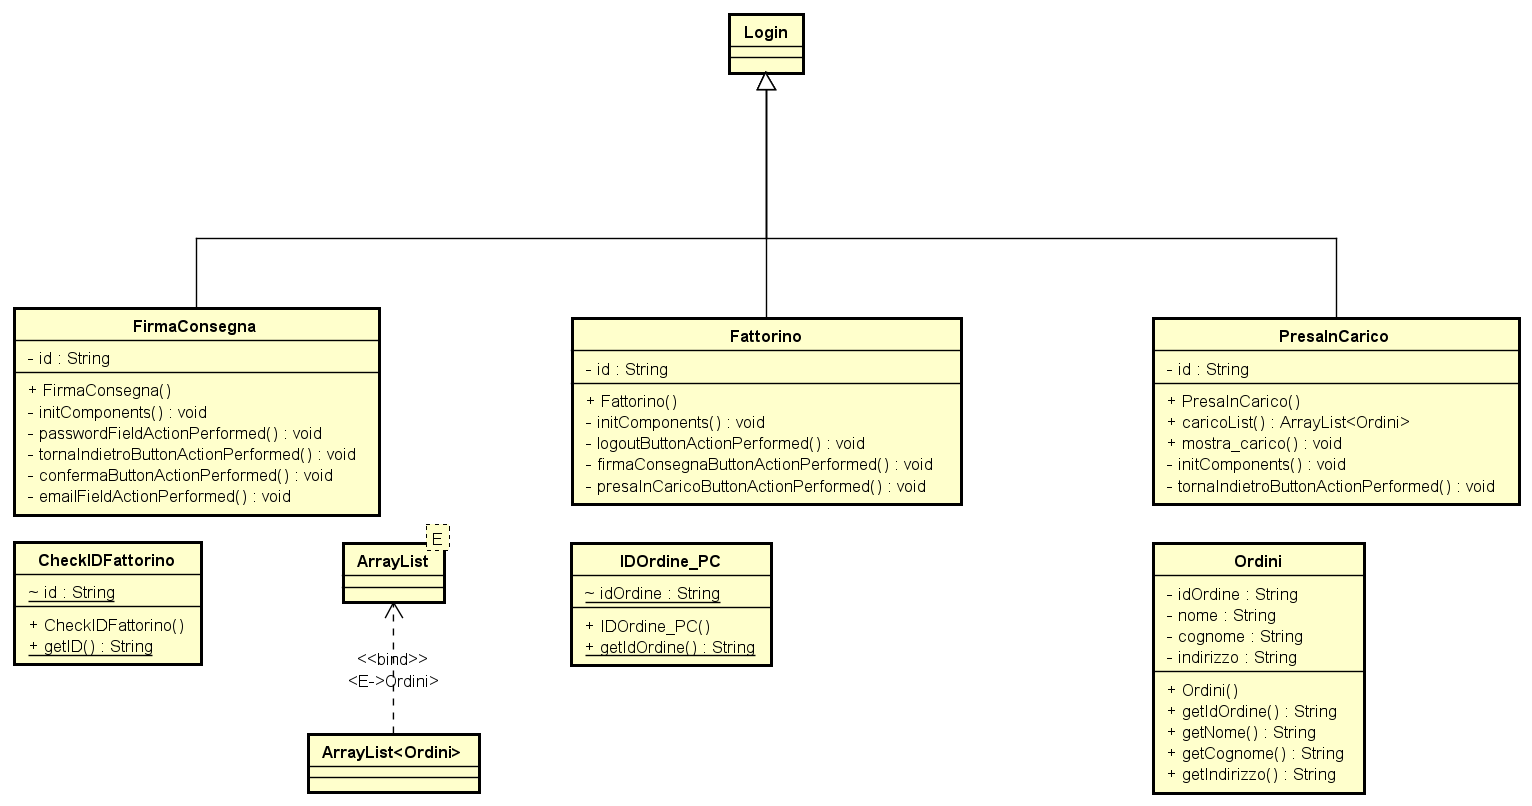 Login
FirmaConsegna
- id : String
+ FirmaConsegna()
- initComponents() : void
- passwordFieldActionPerformed() : void
- tornaIndietroButtonActionPerformed() : void
- confermaButtonActionPerformed() : void
- emailFieldActionPerformed() : void
Fattorino
- id : String
+ Fattorino()
- initComponents() : void
- logoutButtonActionPerformed() : void
- firmaConsegnaButtonActionPerformed() : void
- presaInCaricoButtonActionPerformed() : void
PresaInCarico
- id : String
+ PresaInCarico()
+ caricoList() : ArrayList<Ordini>
+ mostra_carico() : void
- initComponents() : void
- tornaIndietroButtonActionPerformed() : void
CheckIDFattorino
~ id : String
+ CheckIDFattorino()
+ getID() : String
E
ArrayList
<<bind>>
<E->Ordini>
ArrayList<Ordini>
IDOrdine_PC
~ idOrdine : String
+ IDOrdine_PC()
+ getIdOrdine() : String
Ordini
- idOrdine : String
- nome : String
- cognome : String
- indirizzo : String
+ Ordini()
+ getIdOrdine() : String
+ getNome() : String
+ getCognome() : String
+ getIndirizzo() : String